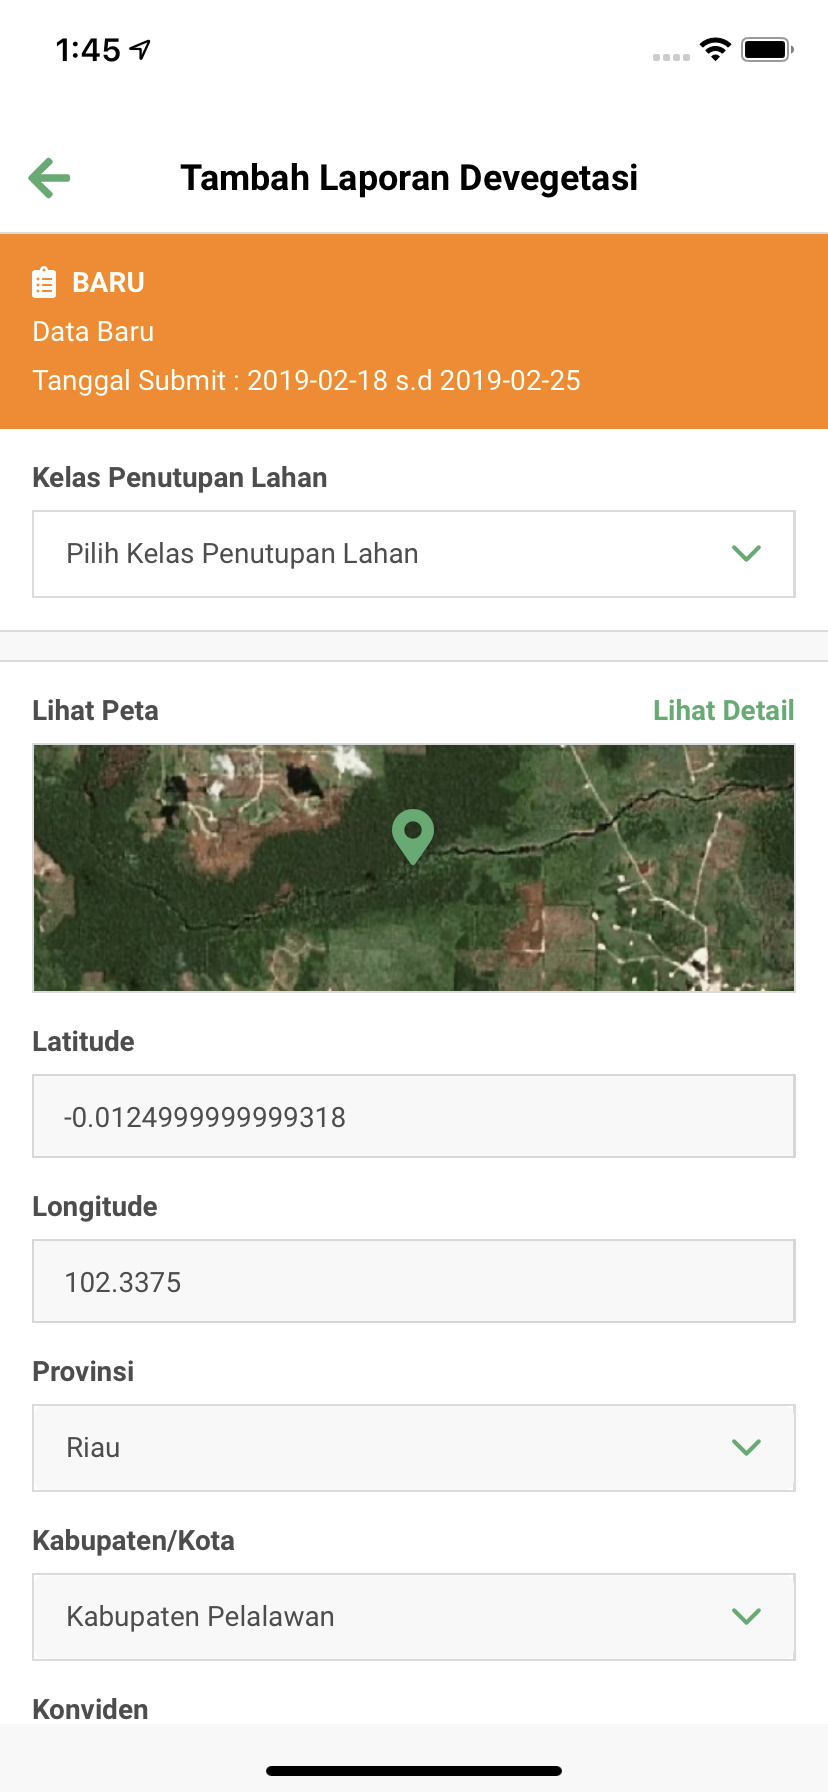 1:45
Tambah Laporan Devegetasi
BARU
Data Baru
Tanggal Submit : 2019-02-18 s.d 2019-02-25
Kelas Penutupan Lahan
Pilih Kelas Penutupan Lahan
Lihat Peta Lihat Detail
Latitude
-0.0124999999999318
Longitude
102.3375
Provinsi
Riau
Kabupaten/Kota
Kabupaten Pelalawan
Konviden